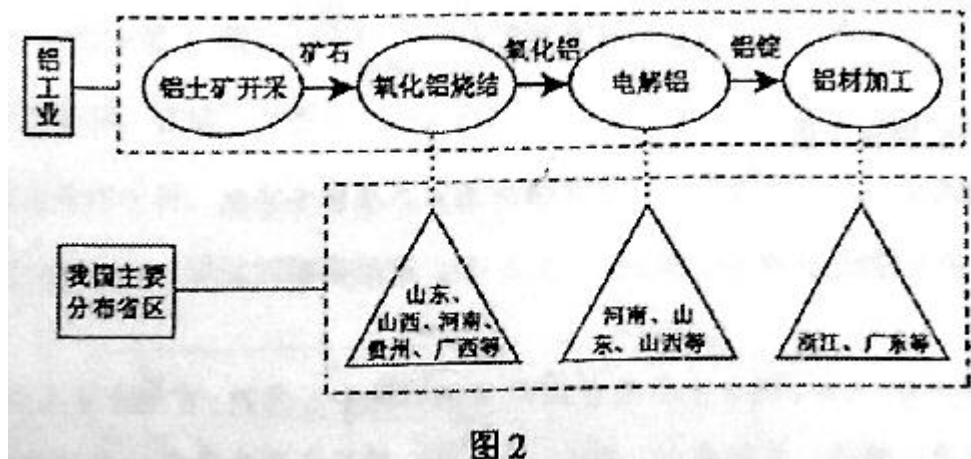 铝工业
铝土矿开采
矿石
氧化铝烧结
氧化铝
电解铝
铝锭
铝材加工
我国主要
分布省区
山东、
山西、河南、
贵州、广西等
河南、山
东、山西等
浙江、广东等
图2